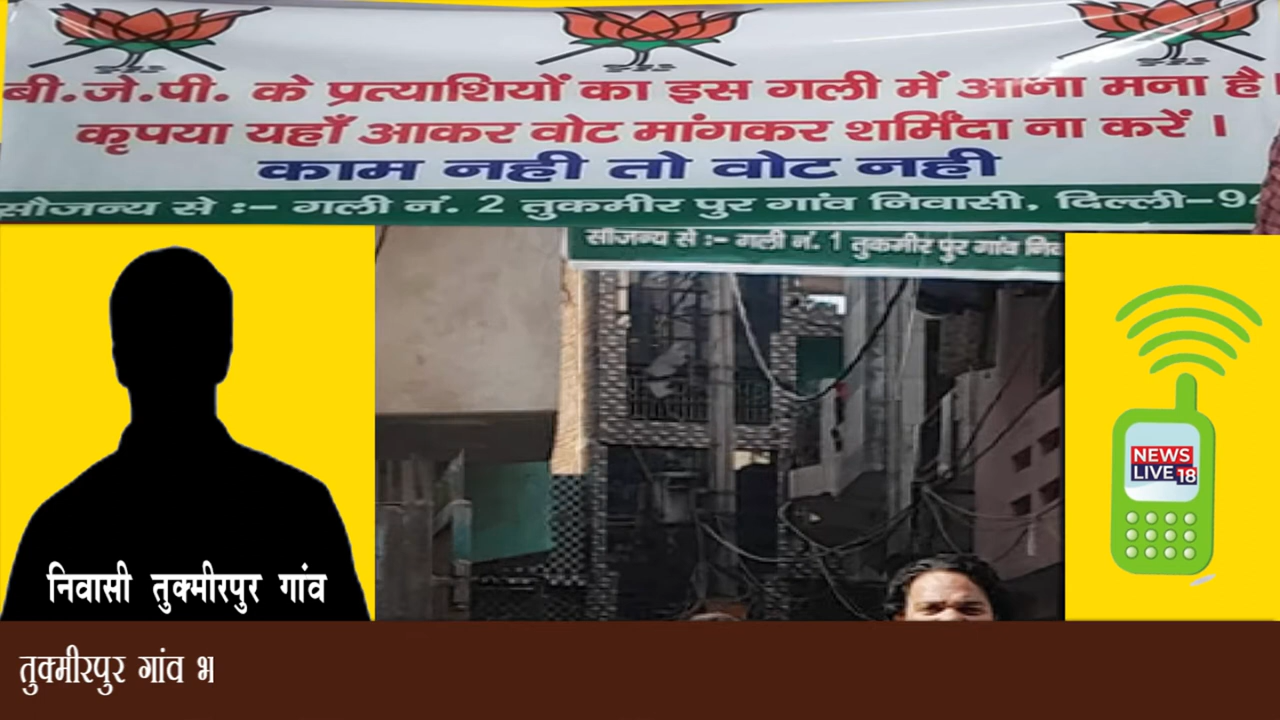 बी.जे.पी. के प्रत्याशियों का इस गली में आना मना है।
कृपया यहाँ आकर वोट मांगकर शर्मिंदा ना करें ।
काम नही तो वोट नही
सौजन्य से :- गली नं. 2 तुकमीर पुर गांव निवासी, दिल्ली-94
सौजन्य से :- गली नं. 1 तुकमीर पुर गांव
NEWS
LIVE 18
निवासी तुक्मीरपुर गांव
तुक्मीरपुर गांव भ